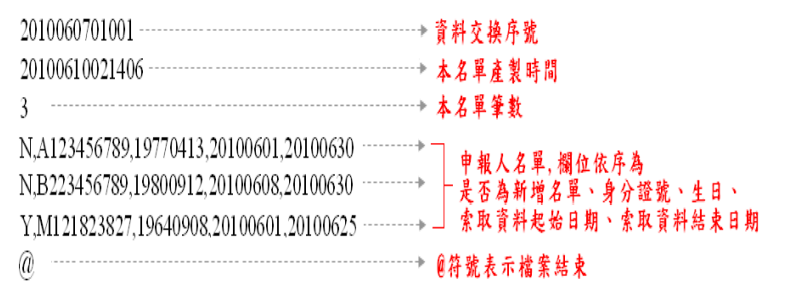 2010060701001 資料交換序號
20100610021406 本名單產製時間
3 本名單筆數
N,A123456789,19770413,20100601,20100630
N,B223456789,19800912,20100608,20100630
Y,M121823827,19640908,20100601,20100625
申報人名單,欄位依序為
是否為新增名單、身分證號、生日、
索取資料起始日期、索取資料結束日期
@ @符號表示檔案結束